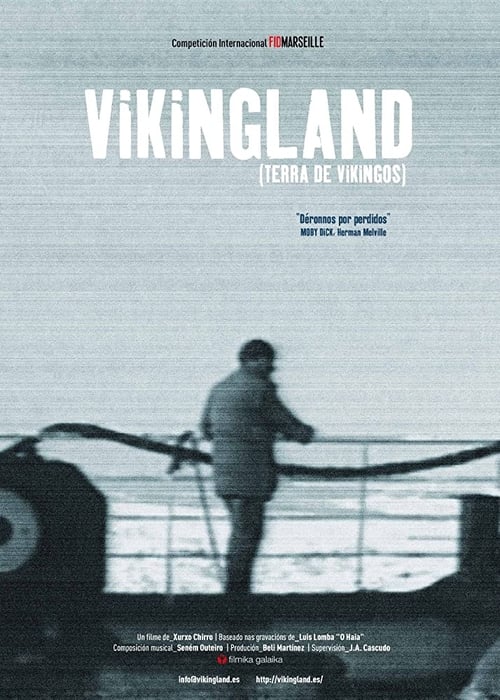 Competición Internacional FIDMARSEILLE
ViKiNGLAND
(TERRA DE ViKiNGOS)
"Déronnos por perdidos"
MOBY DiCK, Herman Melville
Un filme de_Xurxo Chirro | Baseado nas gravacións de_Luis Lomba "O Haia"
Composición musical_Seném Outeiro | Produción_Beli Martínez | Supervisión_J.A. Cascudo
filmika galaika
info@vikingland.es http://vikingland.es/